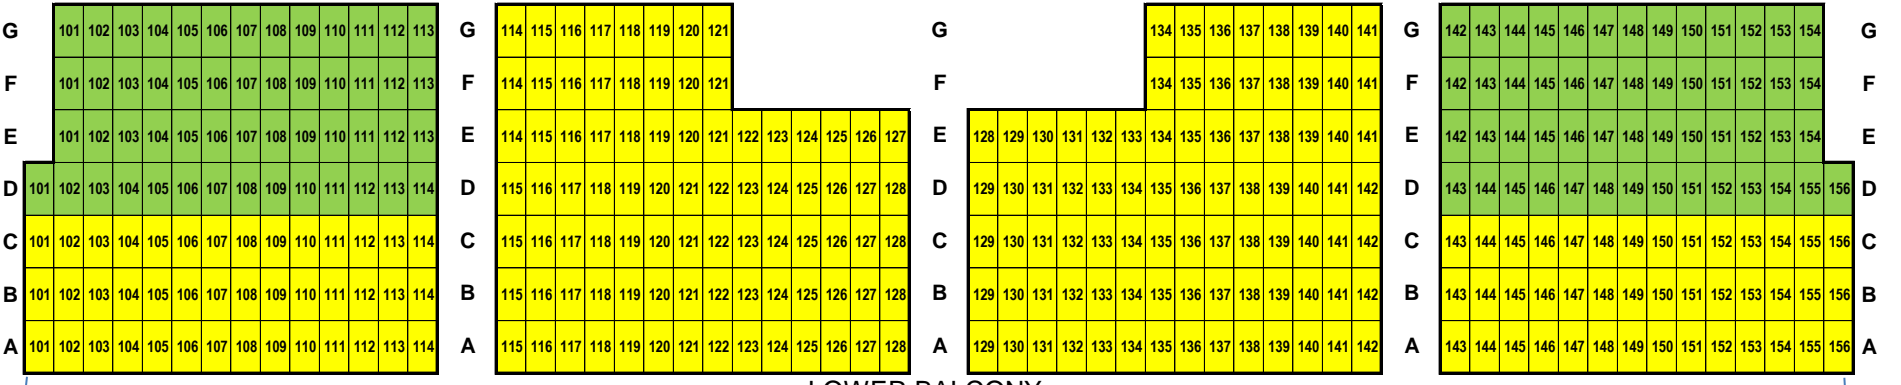 G 101 102 103 104 105 106 107 108 109 110 111 112 113 G 114 115 116 117 118 119 120 121 G 134 135 136 137 138 139 140 141 G 142 143 144 145 146 147 148 149 150 151 152 153 154 G
F 101 102 103 104 105 106 107 108 109 110 111 112 113 F 114 115 116 117 118 119 120 121 F 134 135 136 137 138 139 140 141 F 142 143 144 145 146 147 148 149 150 151 152 153 154 F
E 101 102 103 104 105 106 107 108 109 110 111 112 113 E 114 115 116 117 118 119 120 121 122 123 124 125 126 127 E 128 129 130 131 132 133 134 135 136 137 138 139 140 141 E 142 143 144 145 146 147 148 149 150 151 152 153 154 E
D 101 102 103 104 105 106 107 108 109 110 111 112 113 114 D 115 116 117 118 119 120 121 122 123 124 125 126 127 128 D 129 130 131 132 133 134 135 136 137 138 139 140 141 142 D 143 144 145 146 147 148 149 150 151 152 153 154 155 156 D
C 101 102 103 104 105 106 107 108 109 110 111 112 113 114 C 115 116 117 118 119 120 121 122 123 124 125 126 127 128 C 129 130 131 132 133 134 135 136 137 138 139 140 141 142 C 143 144 145 146 147 148 149 150 151 152 153 154 155 156 C
B 101 102 103 104 105 106 107 108 109 110 111 112 113 114 B 115 116 117 118 119 120 121 122 123 124 125 126 127 128 B 129 130 131 132 133 134 135 136 137 138 139 140 141 142 B 143 144 145 146 147 148 149 150 151 152 153 154 155 156 B
A 101 102 103 104 105 106 107 108 109 110 111 112 113 114 A 115 116 117 118 119 120 121 122 123 124 125 126 127 128 A 129 130 131 132 133 134 135 136 137 138 139 140 141 142 A 143 144 145 146 147 148 149 150 151 152 153 154 155 156 A
LOWER BALCONY